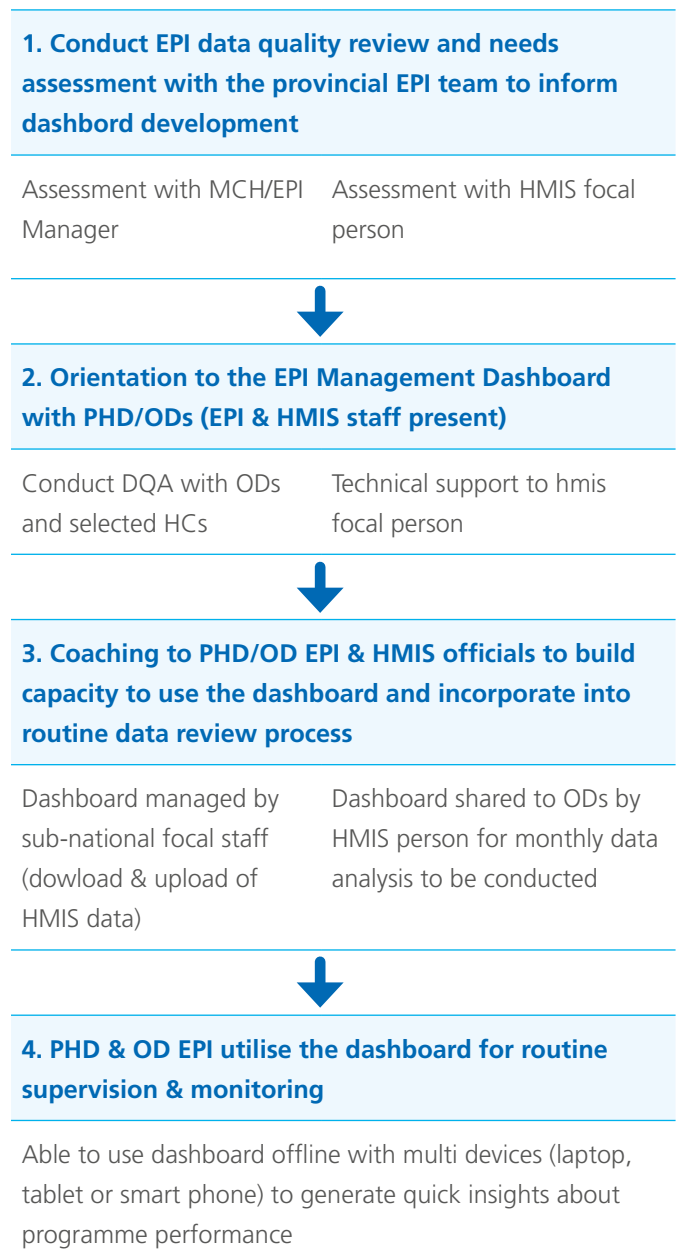 1. Conduct EPI data quality review and needs
assessment with the provincial EPI team to inform
dashbord development
Assessment with MCH/EPI
Manager
Assessment with HMIS focal
person
2. Orientation to the EPI Management Dashboard
with PHD/ODs (EPI & HMIS staff present)
Conduct DQA with ODs
and selected HCs
Technical support to hmis
focal person
3. Coaching to PHD/OD EPI & HMIS officials to build
capacity to use the dashboard and incorporate into
routine data review process
Dashboard managed by
sub-national focal staff
(dowload & upload of
HMIS data)
Dashboard shared to ODs by
HMIS person for monthly data
analysis to be conducted
4. PHD & OD EPI utilise the dashboard for routine
supervision & monitoring
Able to use dashboard offline with multi devices (laptop,
tablet or smart phone) to generate quick insights about
programme performance